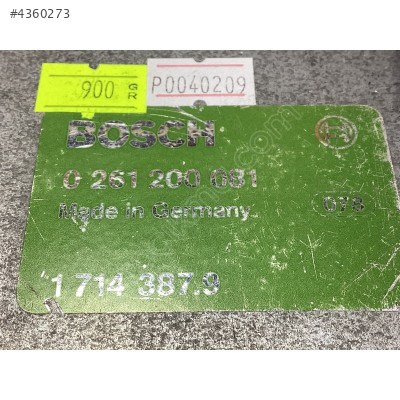 #4360273
900 GR
P0040209
BOSCH
0 261 200 081
Made in Germany 078
1 714 387.9